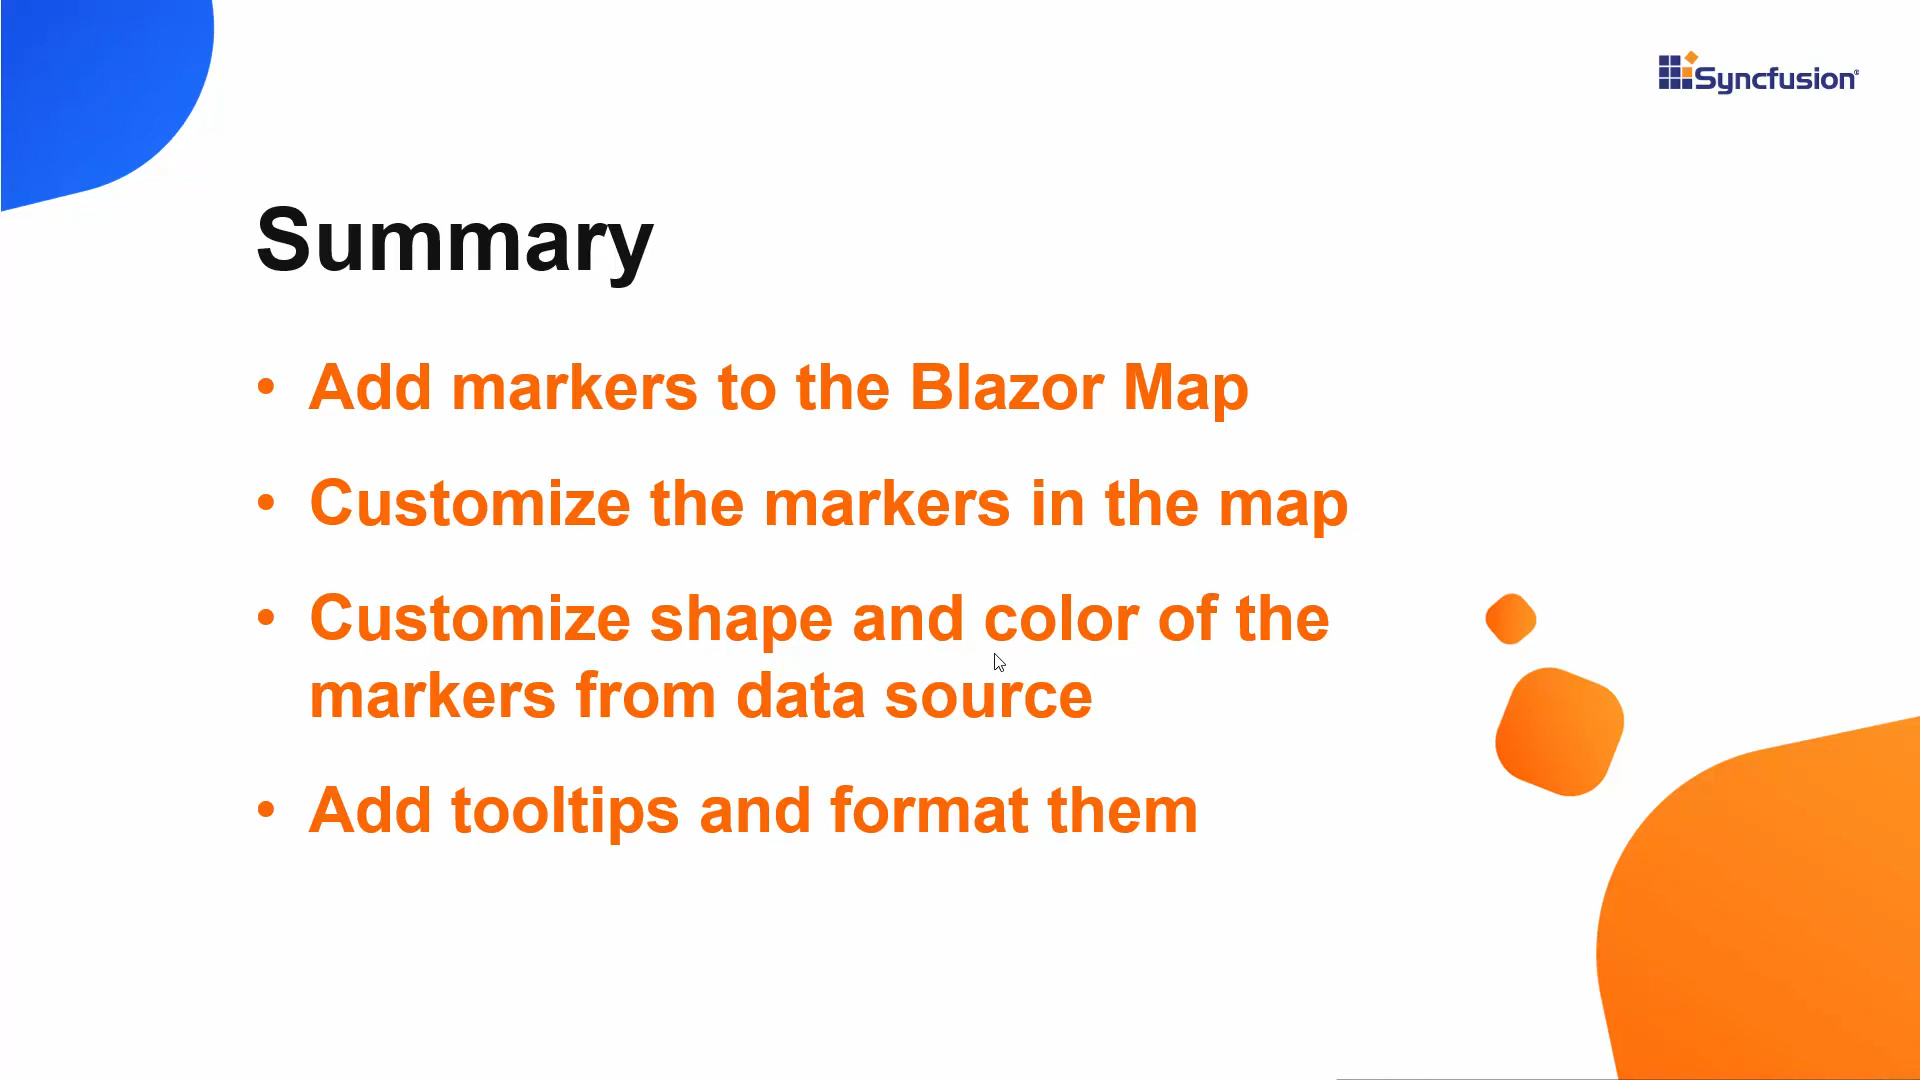 Syncfusion®
Summary
• Add markers to the Blazor Map
• Customize the markers in the map
• Customize shape and color of the
markers from data source
• Add tooltips and format them